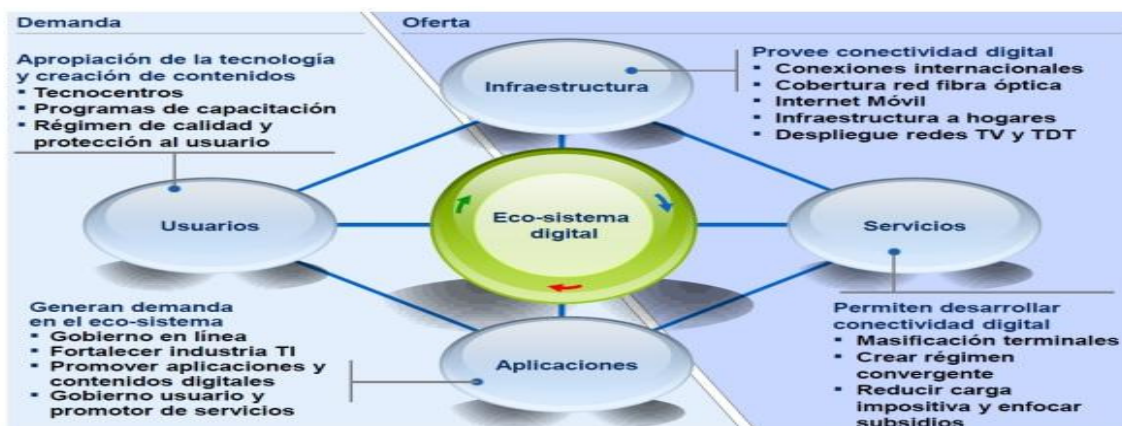 Demanda
Oferta
Apropiación de la tecnología
y creación de contenidos
▪ Tecnocentros
▪ Programas de capacitación
▪ Régimen de calidad y
protección al usuario
Infraestructura
Provee conectividad digital
▪ Conexiones internacionales
▪ Cobertura red fibra óptica
▪ Internet Móvil
▪ Infraestructura a hogares
▪ Despliegue redes TV y TDT
Usuarios
Eco-sistema
digital
Servicios
Generan demanda
en el eco-sistema
▪ Gobierno en línea
▪ Fortalecer industria TI
▪ Promover aplicaciones y
contenidos digitales
▪ Gobierno usuario y
promotor de servicios
Aplicaciones
Permiten desarrollar
conectividad digital
▪ Masificación terminales
▪ Crear régimen
convergente
▪ Reducir carga
impositiva y enfocar
subsidios